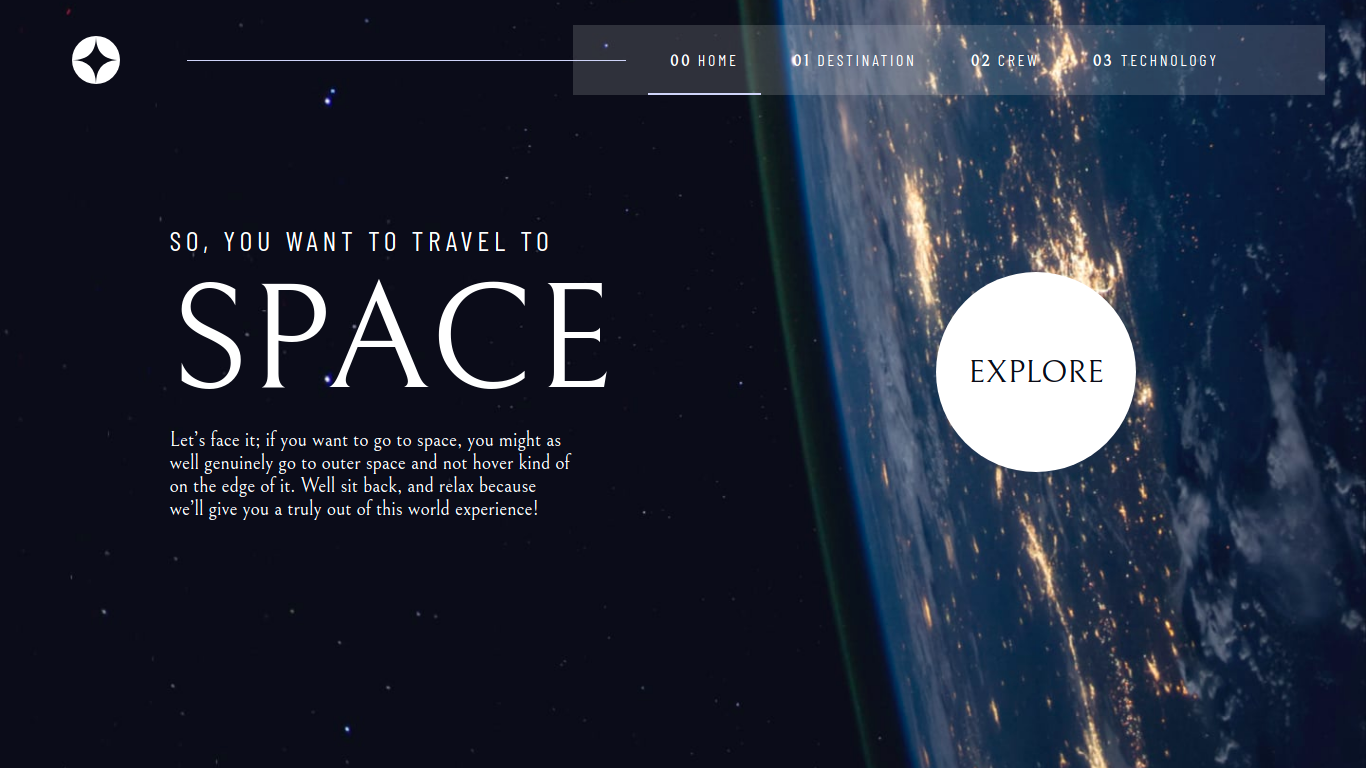 00 HOME 01 DESTINATION 02 CREW 03 TECHNOLOGY
SO, YOU WANT TO TRAVEL TO
SPACE
Let’s face it; if you want to go to space, you might as
well genuinely go to outer space and not hover kind of
on the edge of it. Well sit back, and relax because
we’ll give you a truly out of this world experience!
EXPLORE